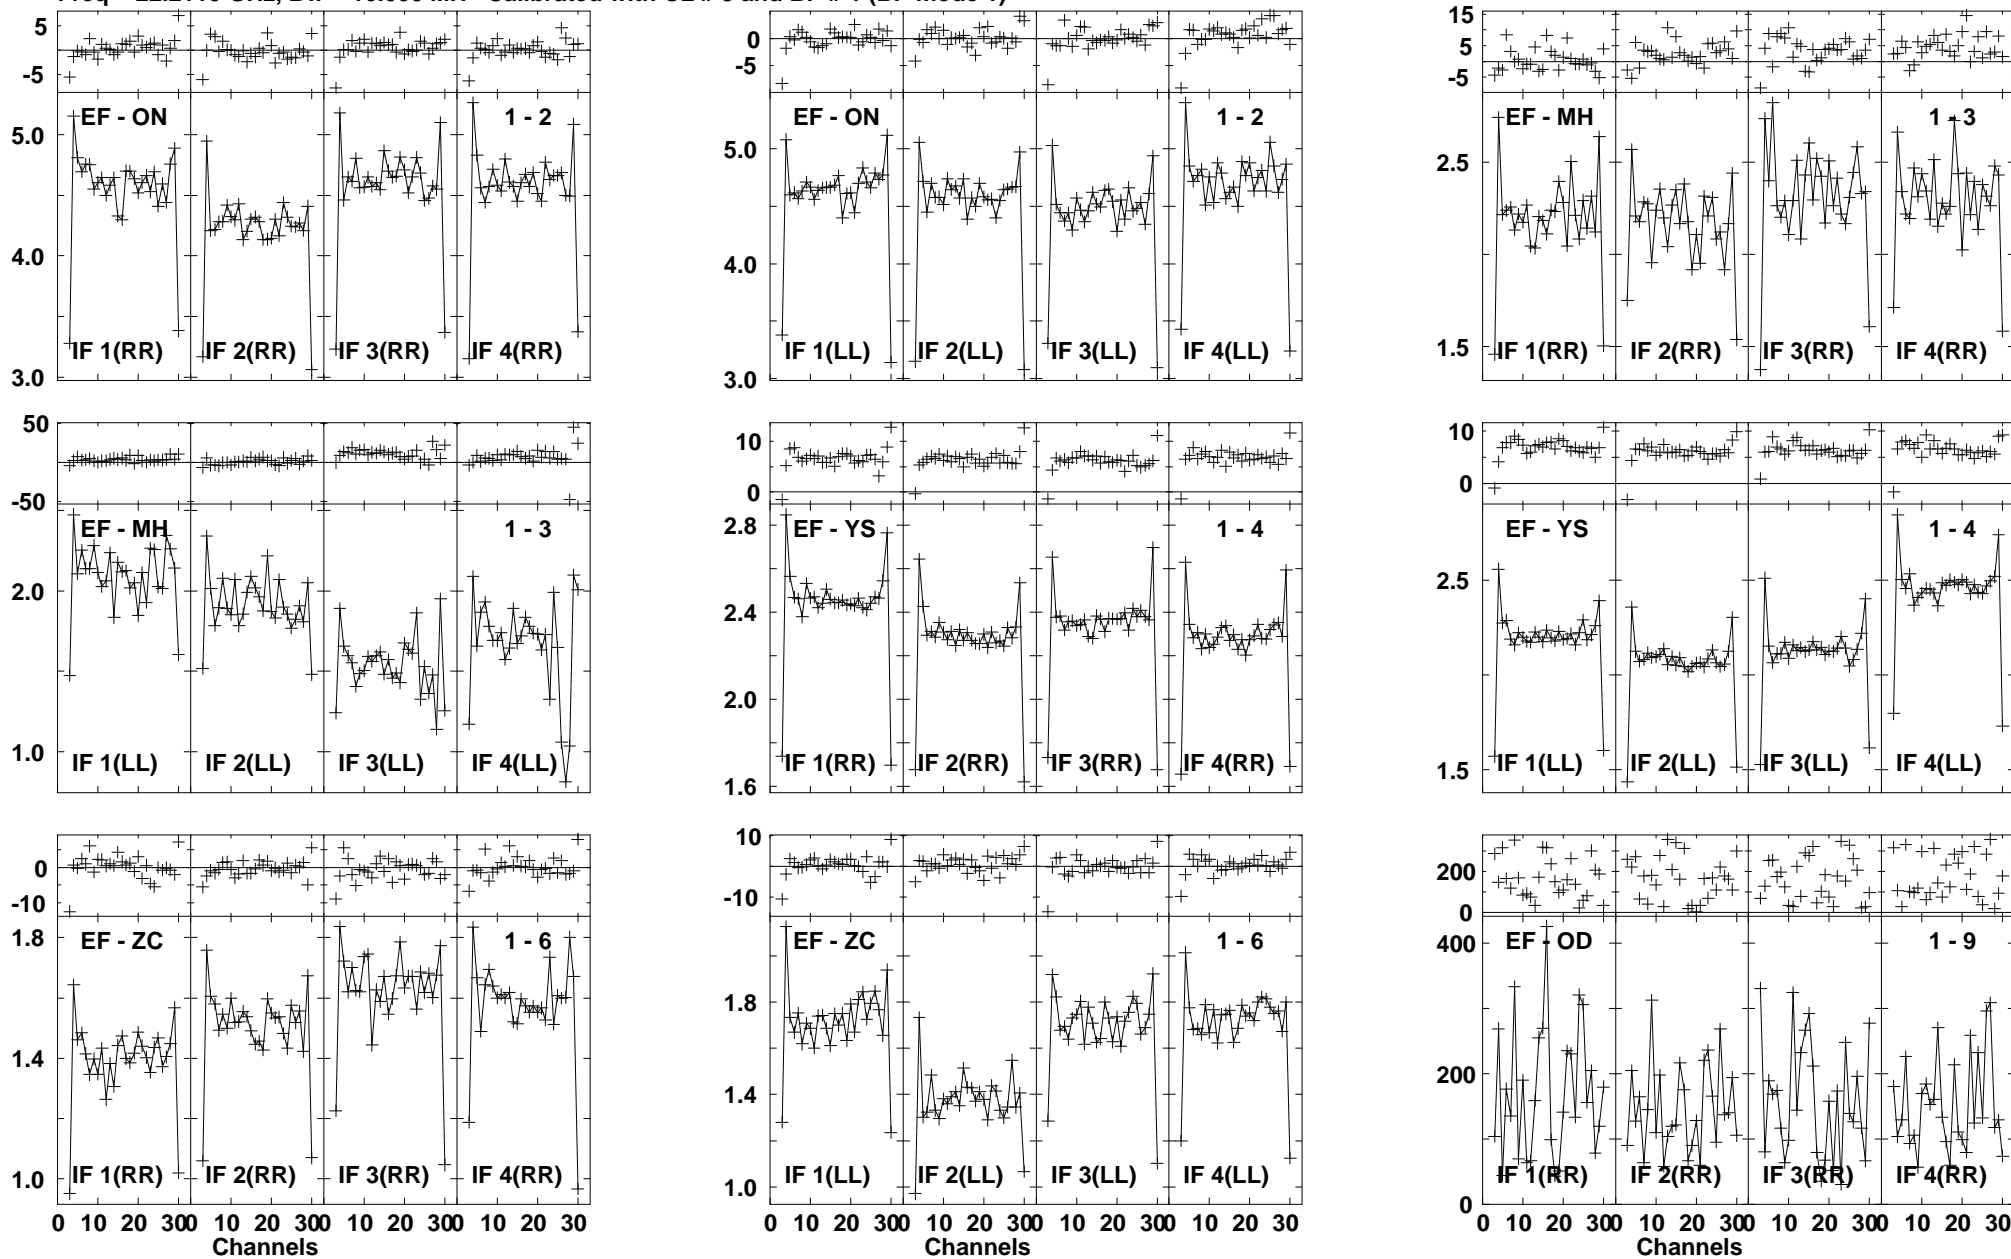 5
0
-5
EF - ON
1 - 2
5.0
4.0
3.0
IF 1(RR)
IF 2(RR)
IF 3(RR)
IF 4(RR)
0
-5
EF - ON
1 - 2
5.0
4.0
3.0
IF 1(LL)
IF 2(LL)
IF 3(LL)
IF 4(LL)
15
5
-5
EF - MH
1 - 3
2.5
1.5
IF 1(RR)
IF 2(RR)
IF 3(RR)
IF 4(RR)
50
0
-50
EF - MH
1 - 3
2.0
1.0
IF 1(LL)
IF 2(LL)
IF 3(LL)
IF 4(LL)
10
0
EF - YS
1 - 4
2.8
2.4
2.0
1.6
IF 1(RR)
IF 2(RR)
IF 3(RR)
IF 4(RR)
10
0
EF - YS
1 - 4
2.5
1.5
IF 1(LL)
IF 2(LL)
IF 3(LL)
IF 4(LL)
0
-10
EF - ZC
1 - 6
1.8
1.4
1.0
IF 1(RR)
IF 2(RR)
IF 3(RR)
IF 4(RR)
0 10 20 30 0 10 20 30 0 10 20 30 0 10 20 30
Channels
10
0
-10
EF - ZC
1 - 6
1.8
1.4
1.0
IF 1(LL)
IF 2(LL)
IF 3(LL)
IF 4(LL)
0 10 20 30 0 10 20 30 0 10 20 30 0 10 20 30
Channels
200
0
EF - OD
1 - 9
400
200
0
IF 1(RR)
IF 2(RR)
IF 3(RR)
IF 4(RR)
0 10 20 30 0 10 20 30 0 10 20 30 0 10 20 30
Channels